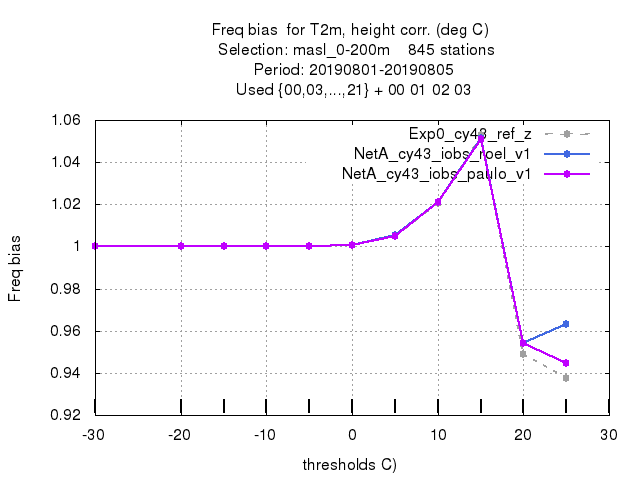 Freq bias  for T2m, height corr. (deg C)
Selection: masl_0-200m    845 stations
Period: 20190801-20190805
Used {00,03,...,21} + 00 01 02 03
Exp0_cy43_ref_z
NetA_cy43_iobs_roel_v1
NetA_cy43_iobs_paulo_v1
1.06
1.04
1.02
1
0.98
0.96
0.94
0.92
Freq bias
-30 -20 -10 0 10 20 30
thresholds C)